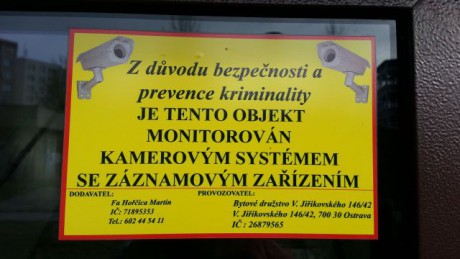 Z důvodu bezpečnosti a
prevence kriminality
JE TENTO OBJEKT
MONITOROVÁN
KAMEROVÝM SYSTÉMEM
SE ZÁZNAMOVÝM ZAŘÍZENÍM
DODAVATEL:
Fa Hořčica Martin
IČ: 71895353
Tel.: 602 44 54 11
PROVOZOVATEL:
Bytové družstvo V. Jiříkovského 146/42
V. Jiříkovského 146/42, 700 30 Ostrava
IČ : 26879565